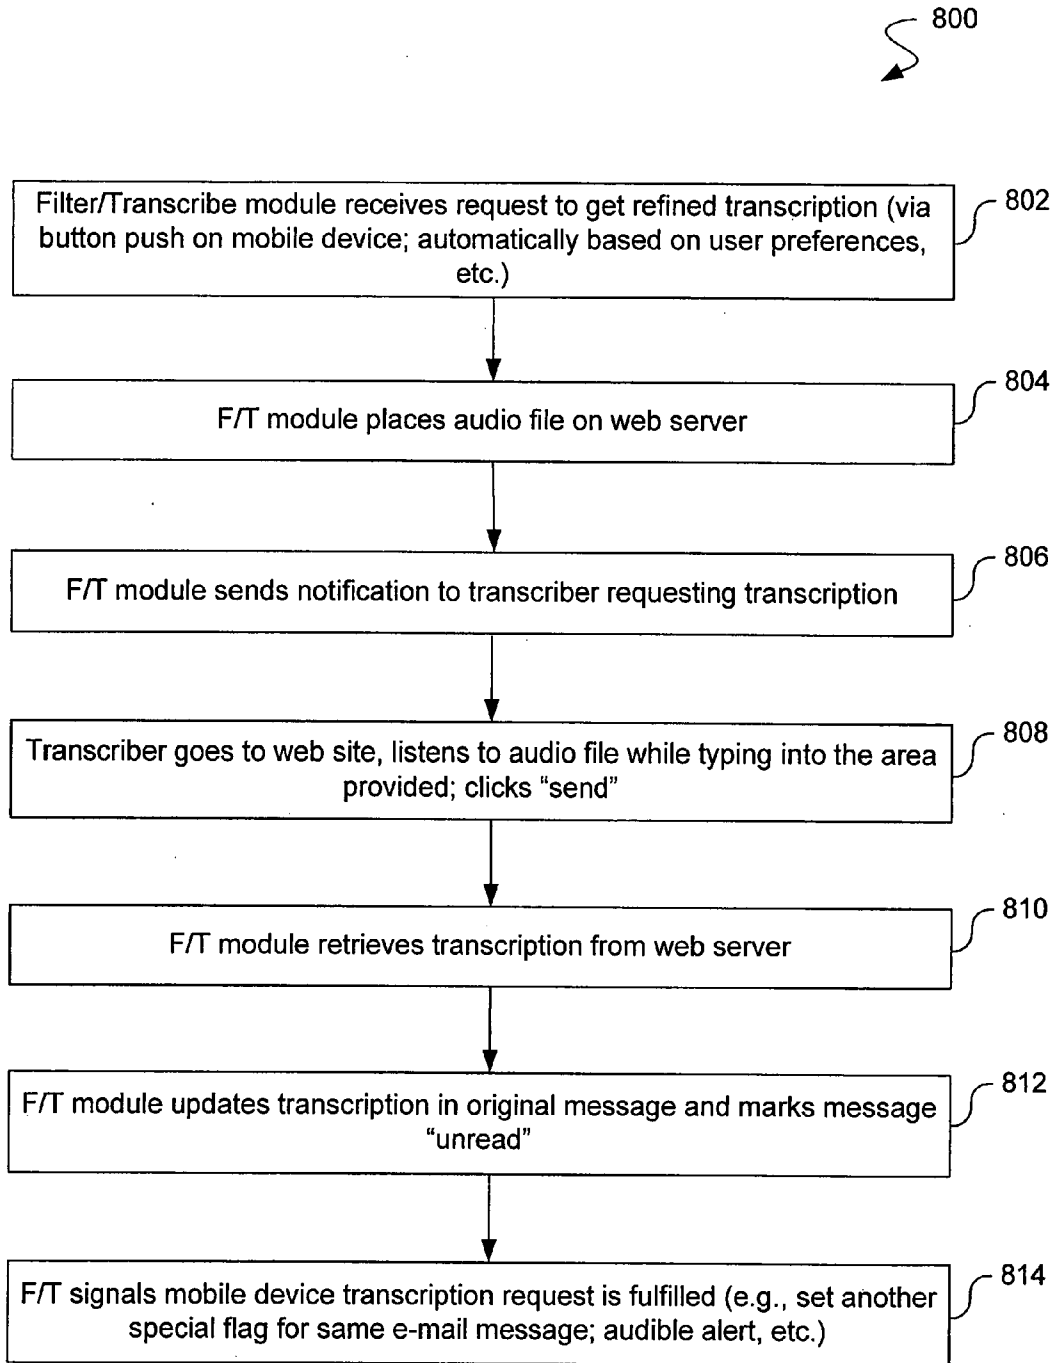 800
Filter/Transcribe module receives request to get refined transcription (via
button push on mobile device; automatically based on user preferences,
etc.)
802
F/T module places audio file on web server
804
F/T module sends notification to transcriber requesting transcription
806
Transcriber goes to web site, listens to audio file while typing into the area
provided; clicks “send”
808
F/T module retrieves transcription from web server
810
F/T module updates transcription in original message and marks message
“unread”
812
F/T signals mobile device transcription request is fulfilled (e.g., set another
special flag for same e-mail message; audible alert, etc.)
814